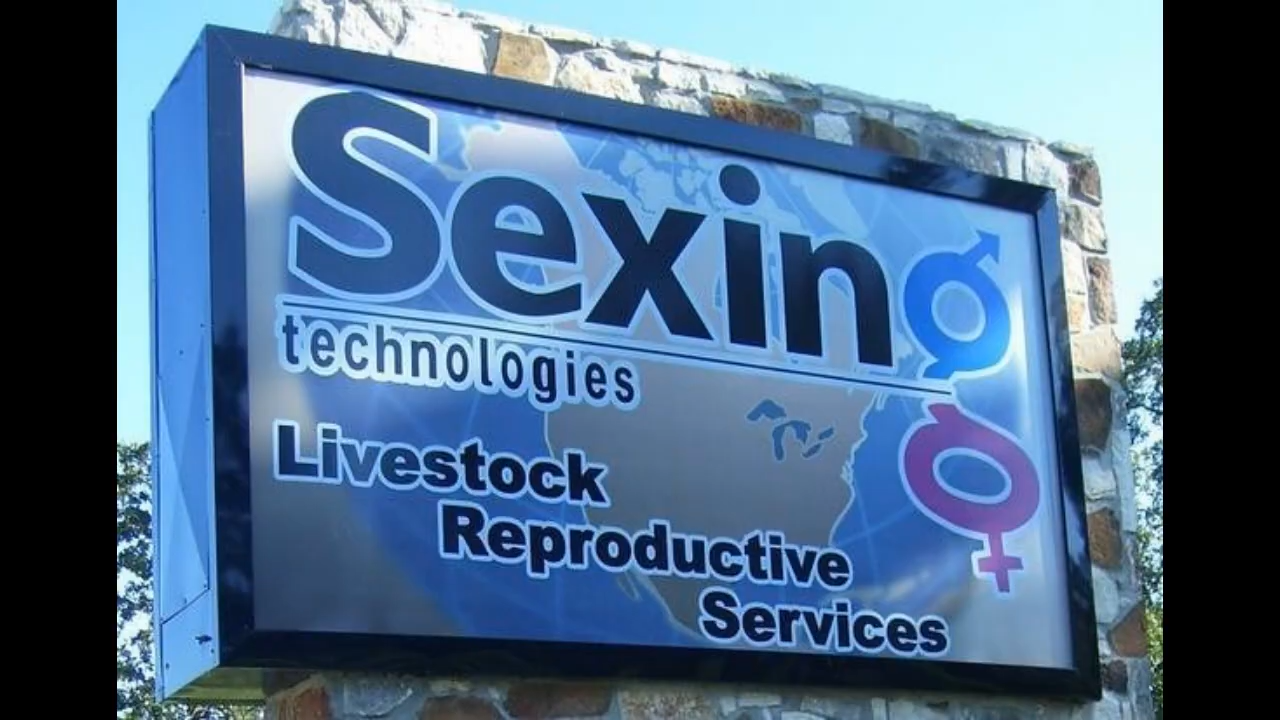 Sexing
technologies
Livestock
Reproductive
Services